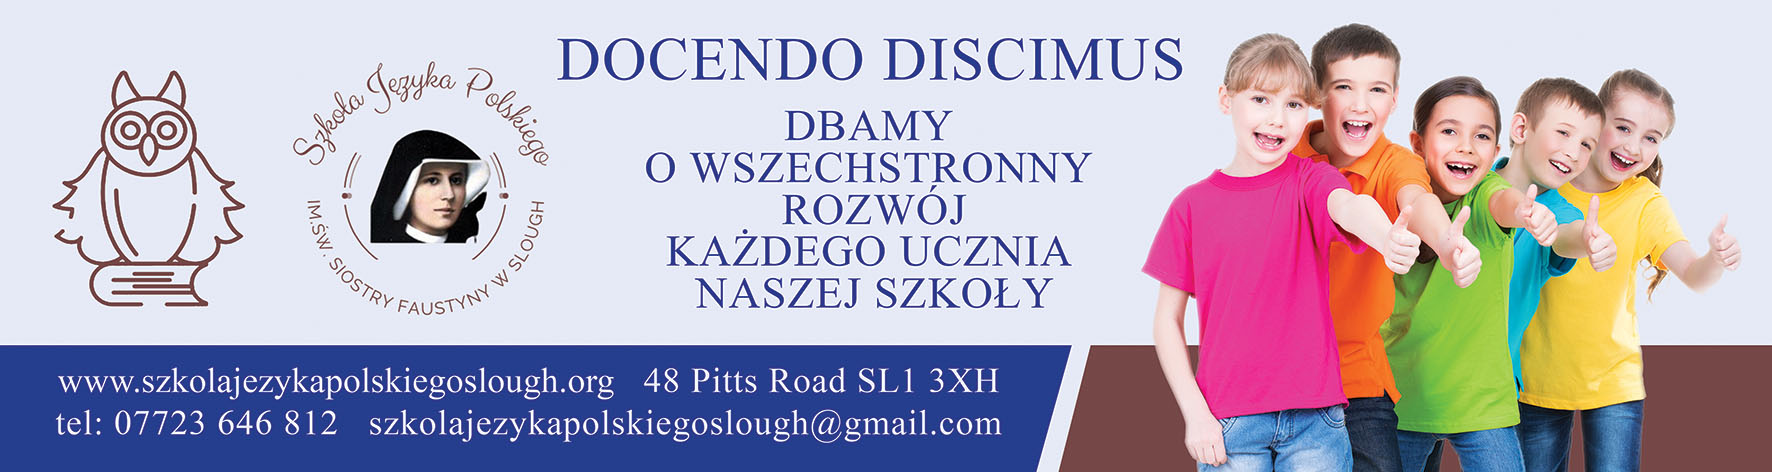 Szkoła Języka Polskiego
IM.ŚW. SIOSTRY FAUSTYNY W SLOUGH
DOCENDO DISCIMUS
DBAMY
O WSZECHSTRONNY
ROZWÓJ
KAŻDEGO UCZNIA
NASZEJ SZKOŁY
www.szkolajezykapolskiegoslough.org 48 Pitts Road SL1 3XH
tel: 07723 646 812 szkolajezykapolskiegoslough@gmail.com